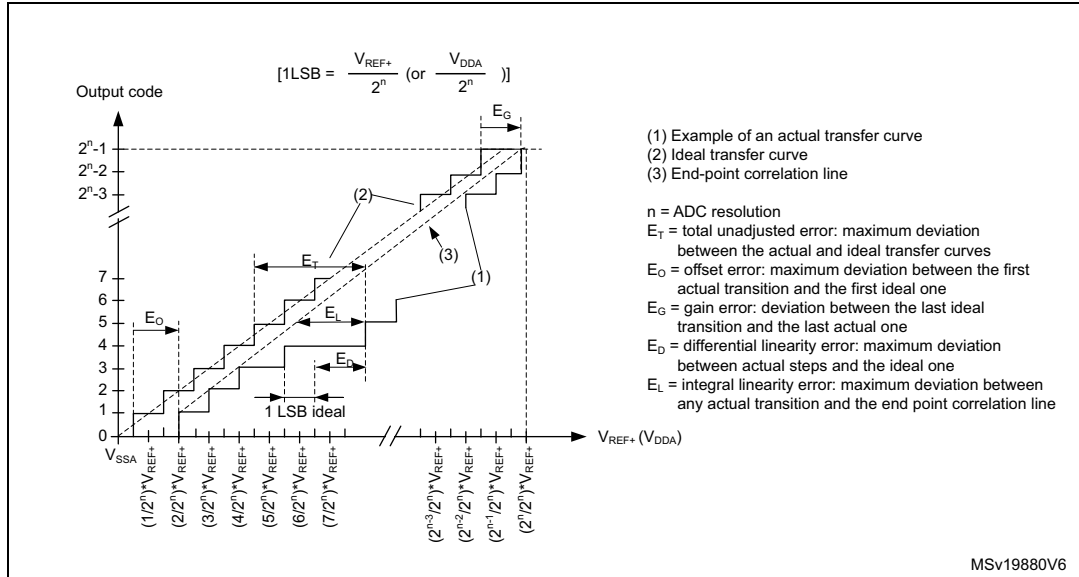 [1LSB = V_REF+ / 2^n (or V_DDA / 2^n )]
Output code
E_G
2^n-1
2^n-2
2^n-3
(2)
(3)
(1)
7
6
5
4
3
2
1
0
E_T
E_O
E_L
E_D
1 LSB ideal
V_SSA
V_REF+ (V_DDA)
(1/2^n)*V_REF+
(2/2^n)*V_REF+
(3/2^n)*V_REF+
(4/2^n)*V_REF+
(5/2^n)*V_REF+
(6/2^n)*V_REF+
(7/2^n)*V_REF+
(2^n-3/2^n)*V_REF+
(2^n-2/2^n)*V_REF+
(2^n-1/2^n)*V_REF+
(2^n/2^n)*V_REF+
(1) Example of an actual transfer curve
(2) Ideal transfer curve
(3) End-point correlation line
n = ADC resolution
E_T = total unadjusted error: maximum deviation
between the actual and ideal transfer curves
E_O = offset error: maximum deviation between the first
actual transition and the first ideal one
E_G = gain error: deviation between the last ideal
transition and the last actual one
E_D = differential linearity error: maximum deviation
between actual steps and the ideal one
E_L = integral linearity error: maximum deviation between
any actual transition and the end point correlation line
MSv19880V6